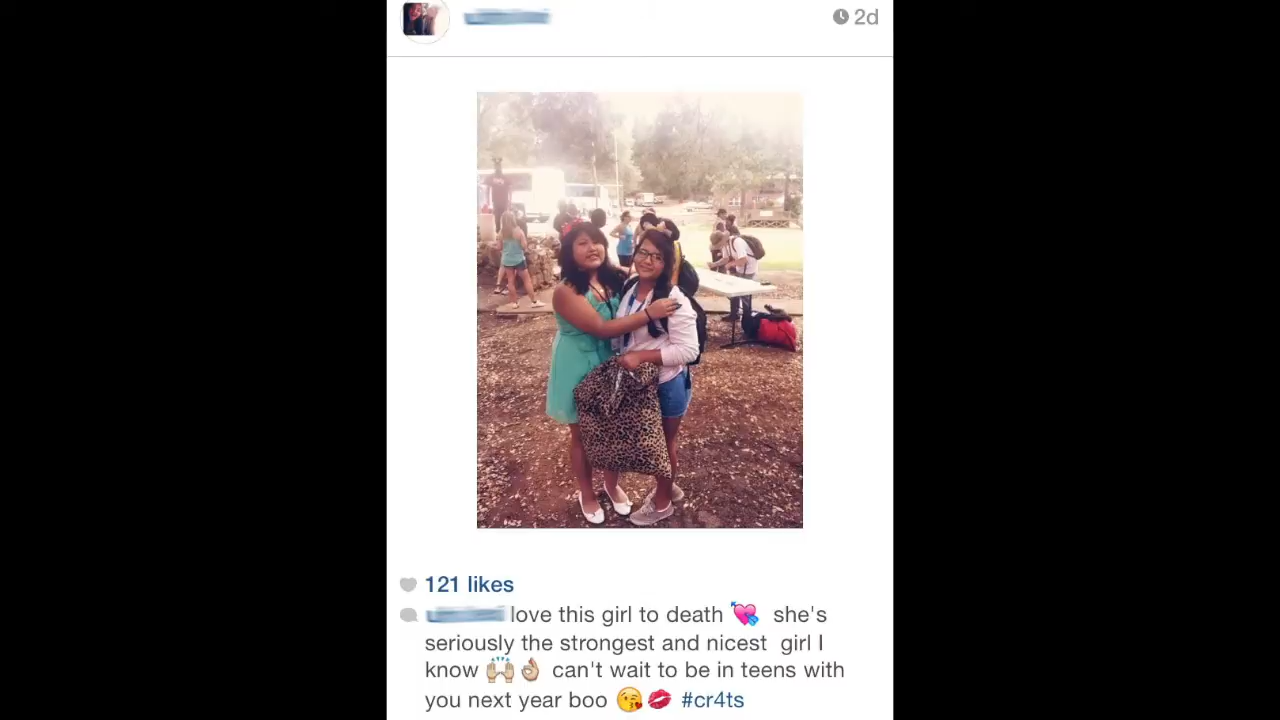 2d
121 likes
love this girl to death 💘 she's
seriously the strongest and nicest girl I
know 🙌👌 can't wait to be in teens with
you next year boo 😘💋 #cr4ts